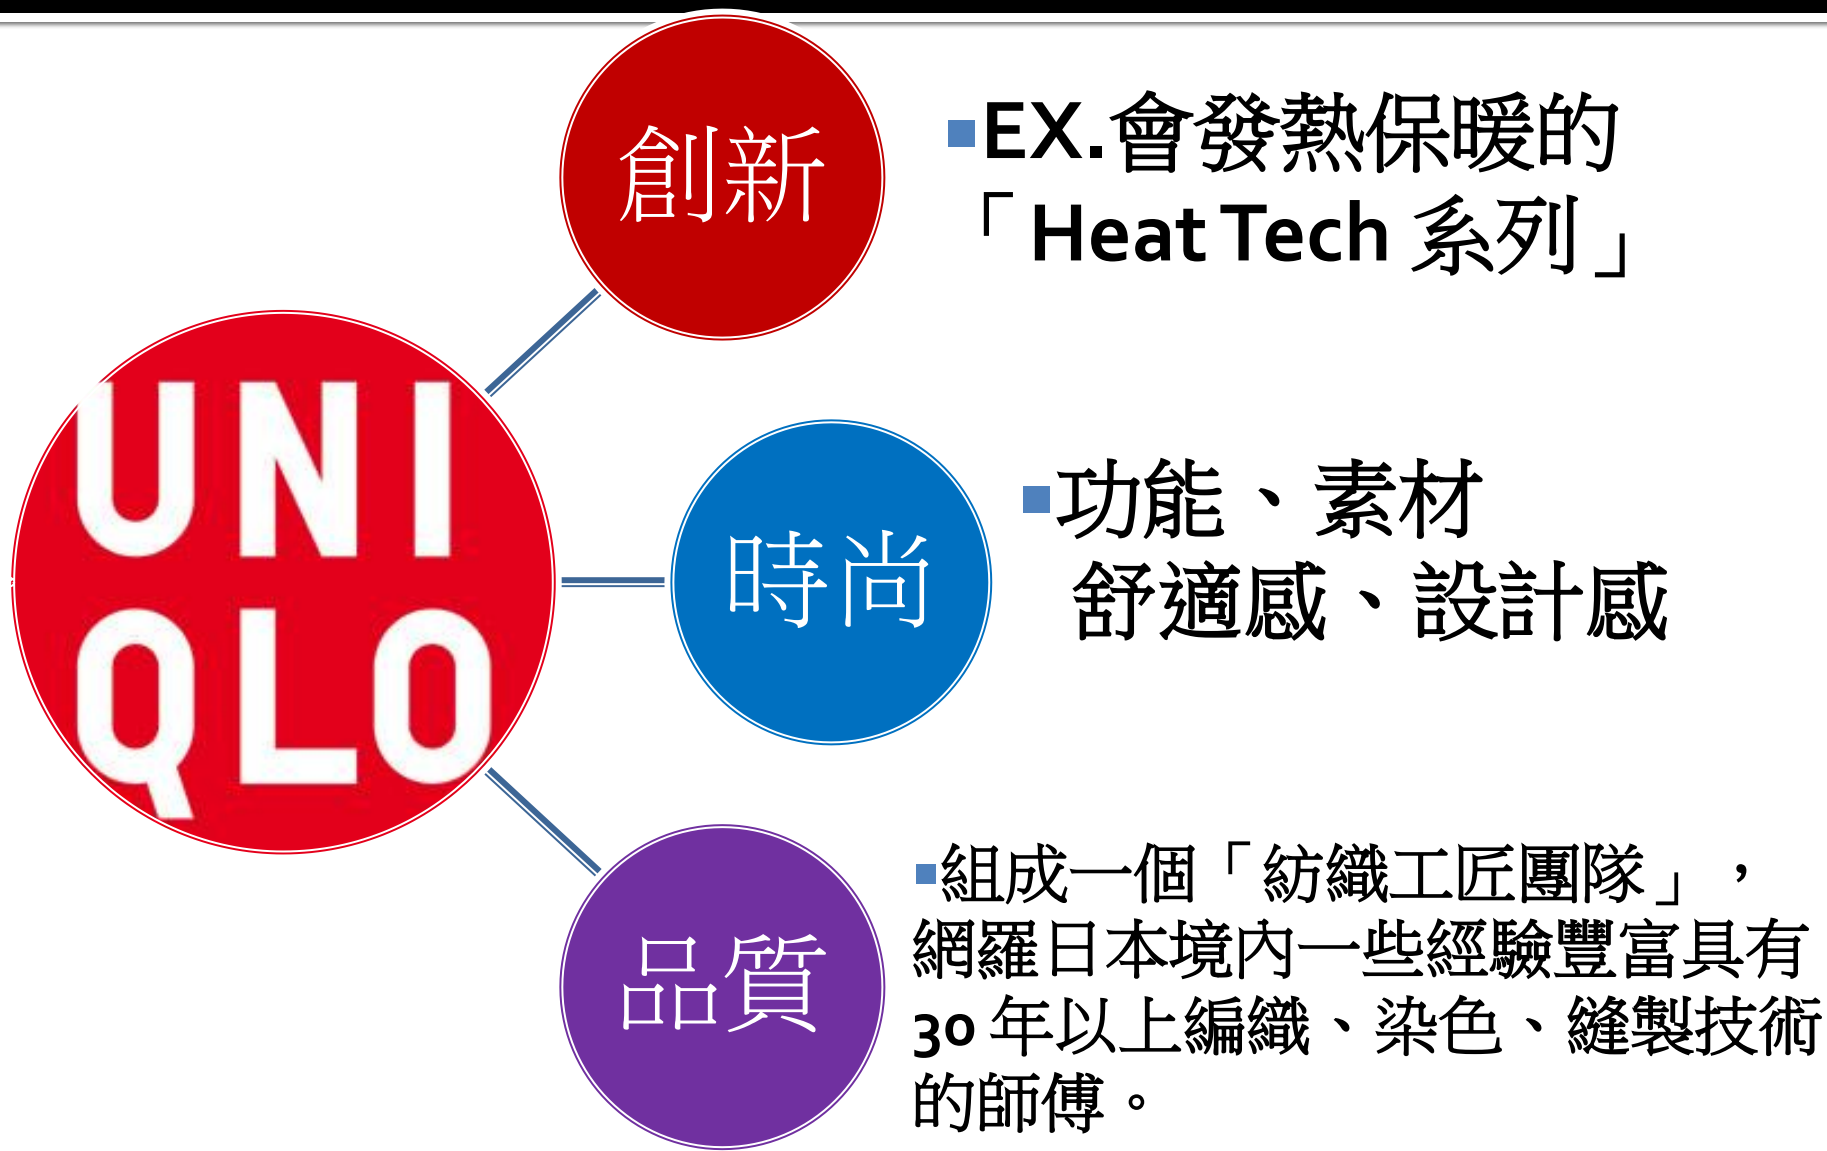 UNI
QLO
創新
EX.會發熱保暖的
「Heat Tech 系列」
時尚
功能、素材
舒適感、設計感
品質
組成一個「紡織工匠團隊」，
網羅日本境內一些經驗豐富具有
30 年以上編織、染色、縫製技術
的師傅。